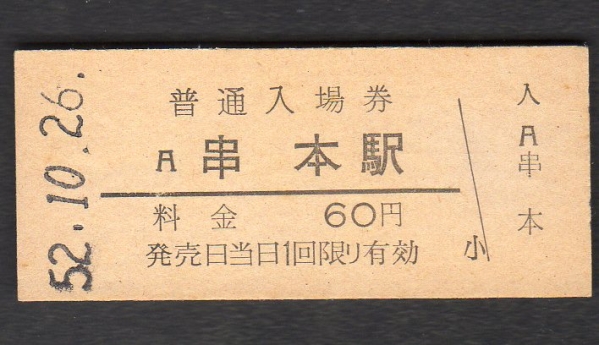 52.10.26.
普通入場券
A 串本駅
料金 60円
発売日当日1回限り有効
小
入
A
串本